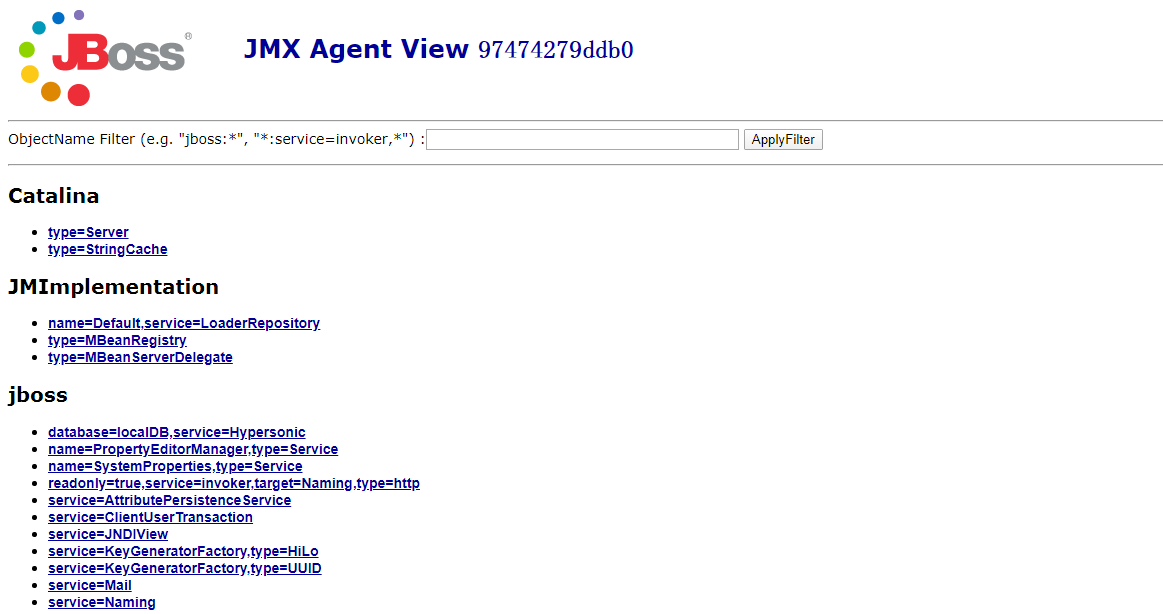 JBoss®
JMX Agent View 97474279ddb0
ObjectName Filter (e.g. "jboss:*", "*:service=invoker,*") : ApplyFilter
Catalina
type=Server
type=StringCache
JMImplementation
name=Default,service=LoaderRepository
type=MBeanRegistry
type=MBeanServerDelegate
jboss
database=localDB,service=Hypersonic
name=PropertyEditorManager,type=Service
name=SystemProperties,type=Service
readonly=true,service=invoker,target=Naming,type=http
service=AttributePersistenceService
service=ClientUserTransaction
service=JNDIView
service=KeyGeneratorFactory,type=HiLo
service=KeyGeneratorFactory,type=UUID
service=Mail
service=Naming